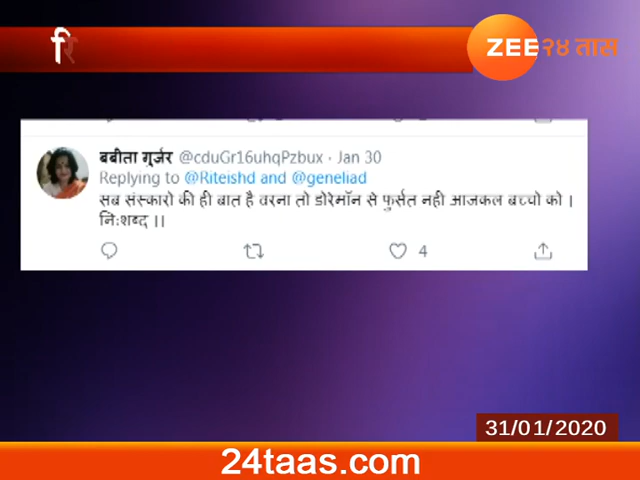 रि
ZEE २४ तास
बबीता गुर्जर @cduGr16uhqPzbux · Jan 30
Replying to @Riteishd and @geneliad
सब संस्कारो की ही बात है वरना तो डोरेमॉन से फुर्सत नही आजकल बच्चो को ।
निःशब्द ।।
4
31/01/2020
24taas.com